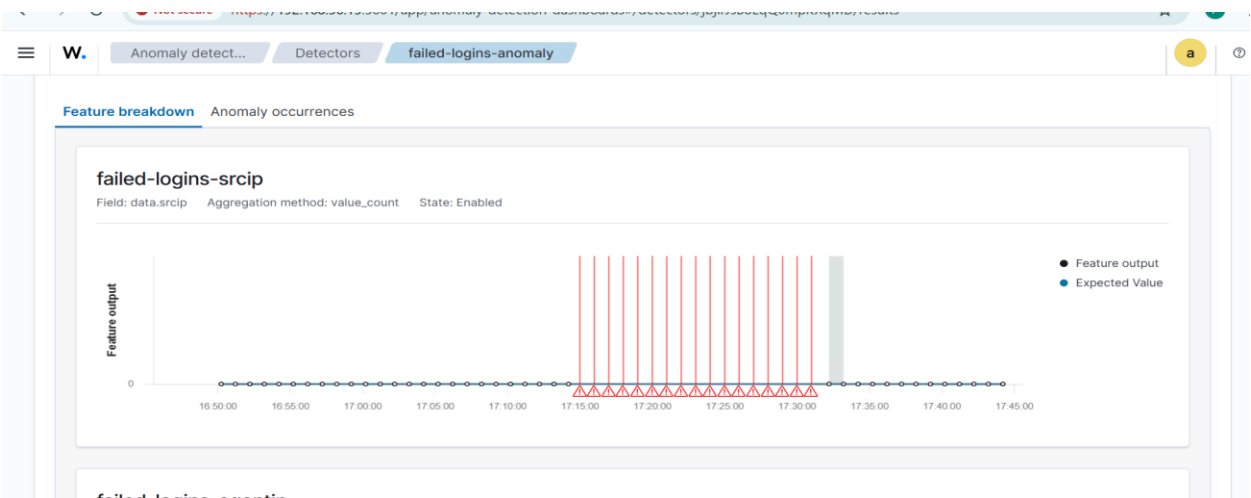 W. Anomaly detect... Detectors failed-logins-anomaly a
Feature breakdown Anomaly occurrences
failed-logins-srcip
Field: data.srcip Aggregation method: value_count State: Enabled
Feature output
Feature output
Expected Value
0
16:50:00 16:55:00 17:00:00 17:05:00 17:10:00 17:15:00 17:20:00 17:25:00 17:30:00 17:35:00 17:40:00 17:45:00